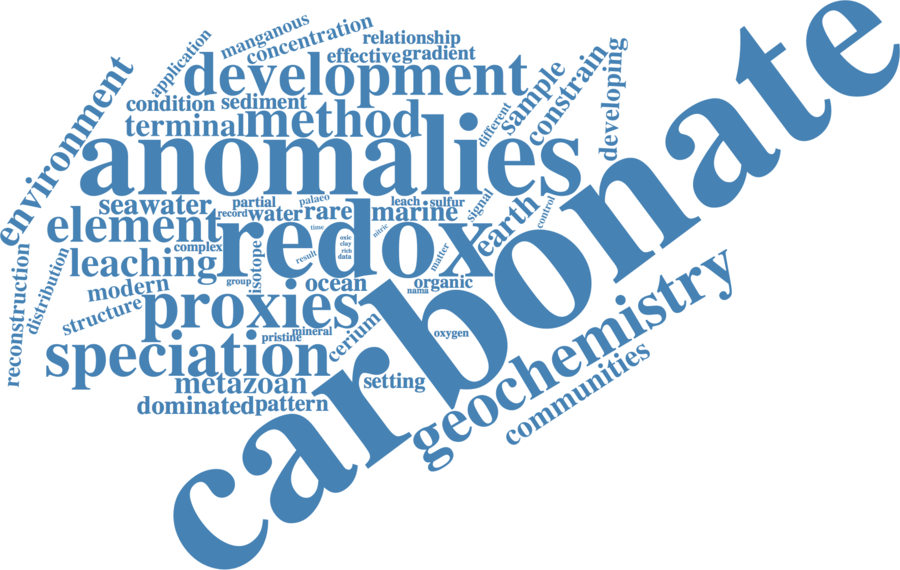 manganous
concentration
application
relationship
effective
gradient
development
condition
sediment
sample
constrain
developing
different
terminal
method
environment
anomalies
carbonate
seawater
partial
palaeo
record
water
rare
leach
sulfur
marine
signal
control
element
time
nitric
earth
redox
oxic
clay
rich
data
complex
leaching
isotope
result
matter
reconstruction
distribution
modern
group
ocean
organic
nama
structure
proxies
mineral
pristine
cerium
oxygen
speciation
geochemistry
metazoan
setting
communities
dominated
pattern